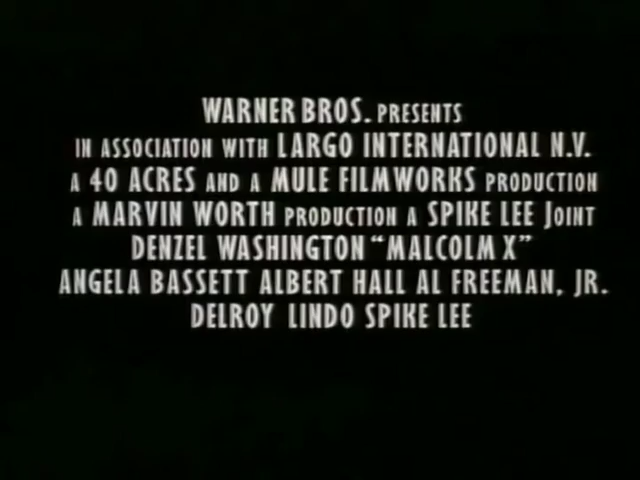 WARNER BROS. PRESENTS
IN ASSOCIATION WITH LARGO INTERNATIONAL N.V.
A 40 ACRES AND A MULE FILMWORKS PRODUCTION
A MARVIN WORTH PRODUCTION A SPIKE LEE JOINT
DENZEL WASHINGTON "MALCOLM X"
ANGELA BASSETT ALBERT HALL AL FREEMAN, JR.
DELROY LINDO SPIKE LEE